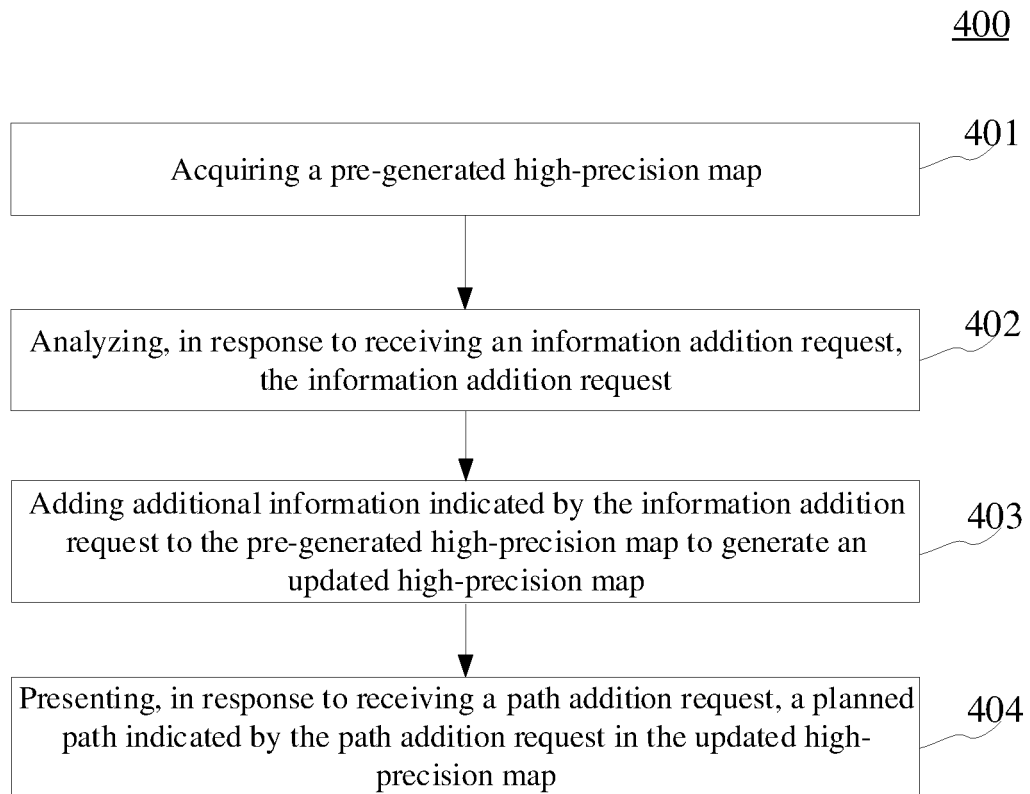 400
401
Acquiring a pre-generated high-precision map
402
Analyzing, in response to receiving an information addition request,
the information addition request
403
Adding additional information indicated by the information addition
request to the pre-generated high-precision map to generate an
updated high-precision map
404
Presenting, in response to receiving a path addition request, a planned
path indicated by the path addition request in the updated high-
precision map